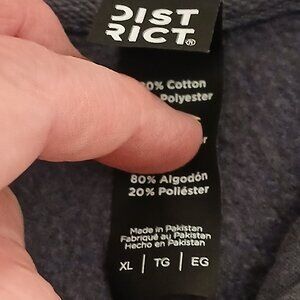 DIST
RICT®
0% Cotton
Polyester
80% Algodón
20% Poliéster
Made in Pakistan
Fabriqué au Pakistan
Hecho en Pakistan
XL | TG | EG